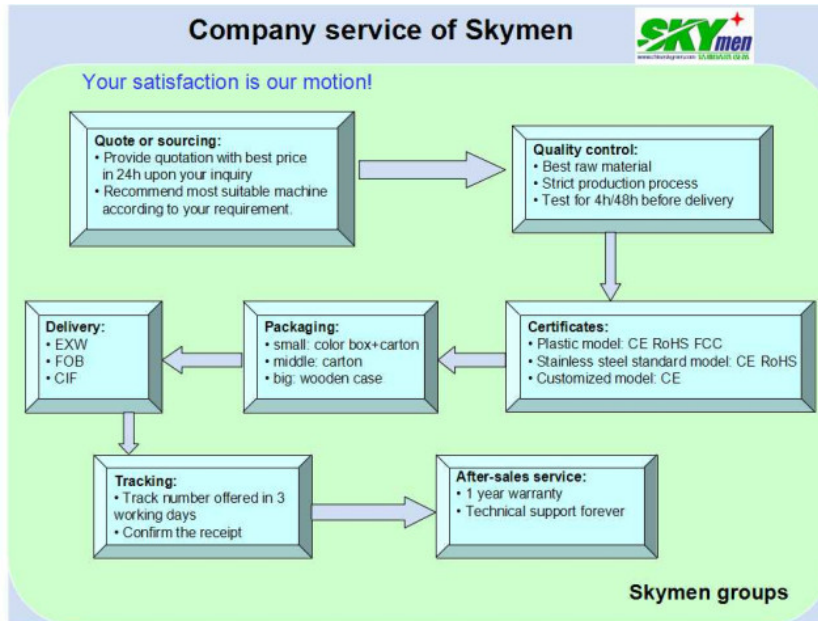 Company service of Skymen
SKYmen
Your satisfaction is our motion!
Quote or sourcing:
• Provide quotation with best price
in 24h upon your inquiry
• Recommend most suitable machine
according to your requirement.
Quality control:
• Best raw material
• Strict production process
• Test for 4h/48h before delivery
Certificates:
• Plastic model: CE RoHS FCC
• Stainless steel standard model: CE RoHS
• Customized model: CE
Packaging:
• small: color box+carton
• middle: carton
• big: wooden case
Delivery:
• EXW
• FOB
• CIF
Tracking:
• Track number offered in 3
working days
• Confirm the receipt
After-sales service:
• 1 year warranty
• Technical support forever
Skymen groups